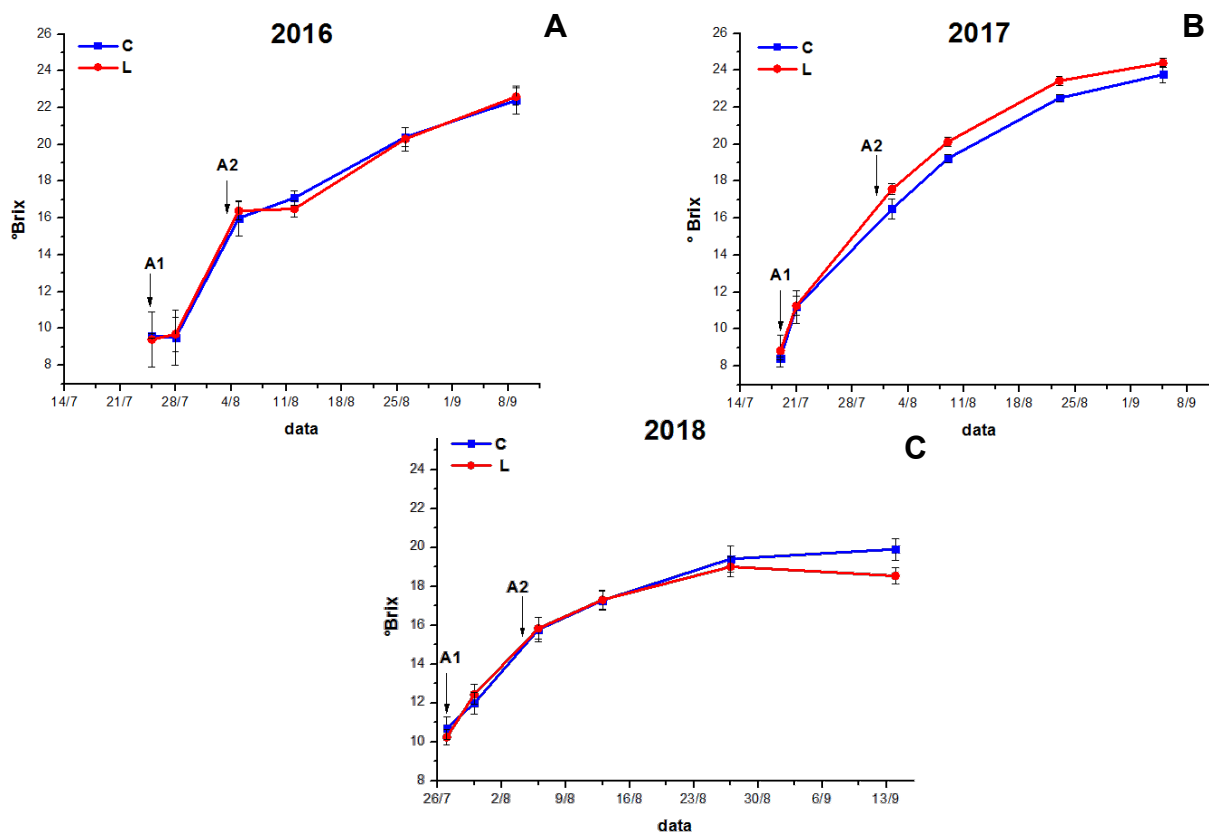 2016
A
C
L
26
24
22
20
18
16
14
12
10
8
ºBrix
A1
A2
14/7 21/7 28/7 4/8 11/8 18/8 25/8 1/9 8/9
data
2017
B
C
L
26
24
22
20
18
16
14
12
10
8
º Brix
A1
A2
14/7 21/7 28/7 4/8 11/8 18/8 25/8 1/9 8/9
data
2018
C
C
L
24
22
20
18
16
14
12
10
8
ºBrix
A1
A2
26/7 2/8 9/8 16/8 23/8 30/8 6/9 13/9
data